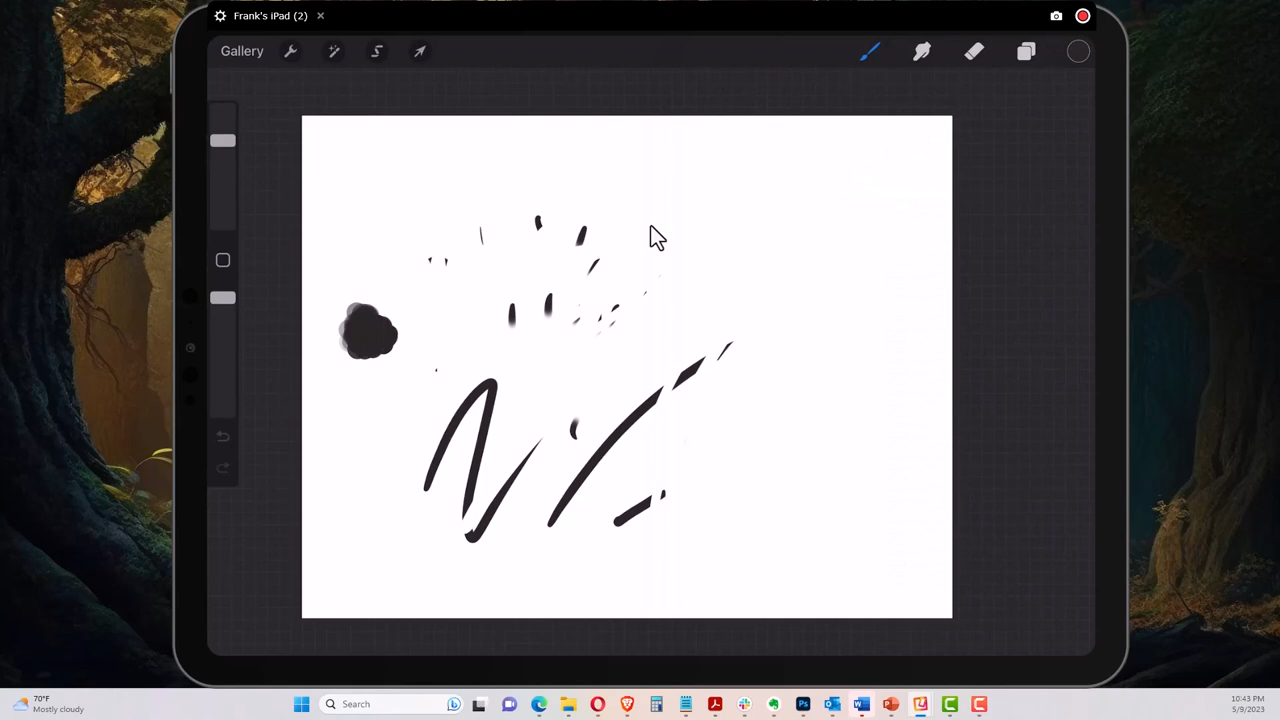 Frank's iPad (2)
Gallery
70°F
Mostly cloudy
Search
10:43 PM
5/9/2023